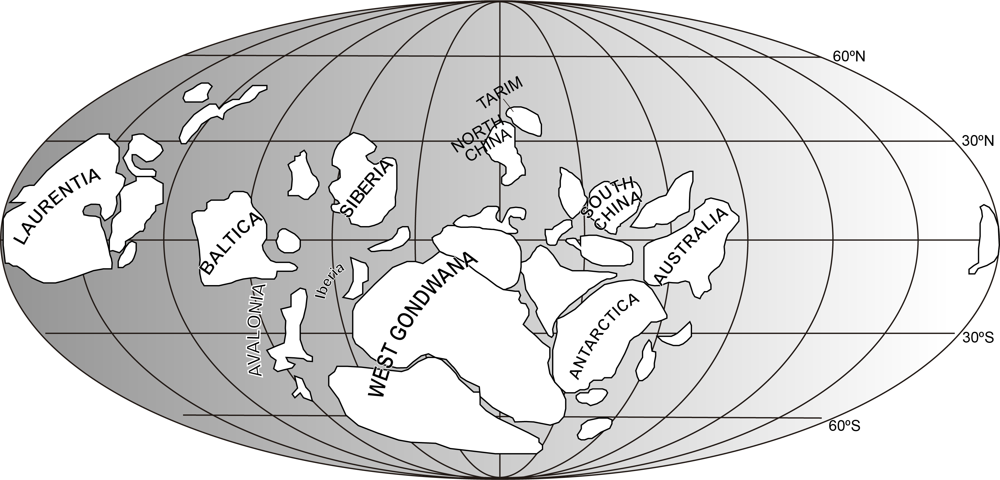 60ºN
TARIM
NORTH
CHINA
30ºN
LAURENTIA
SIBERIA
SOUTH
CHINA
BALTICA
AUSTRALIA
Iberia
WEST GONDWANA
AVALONIA
ANTARCTICA
30ºS
60ºS